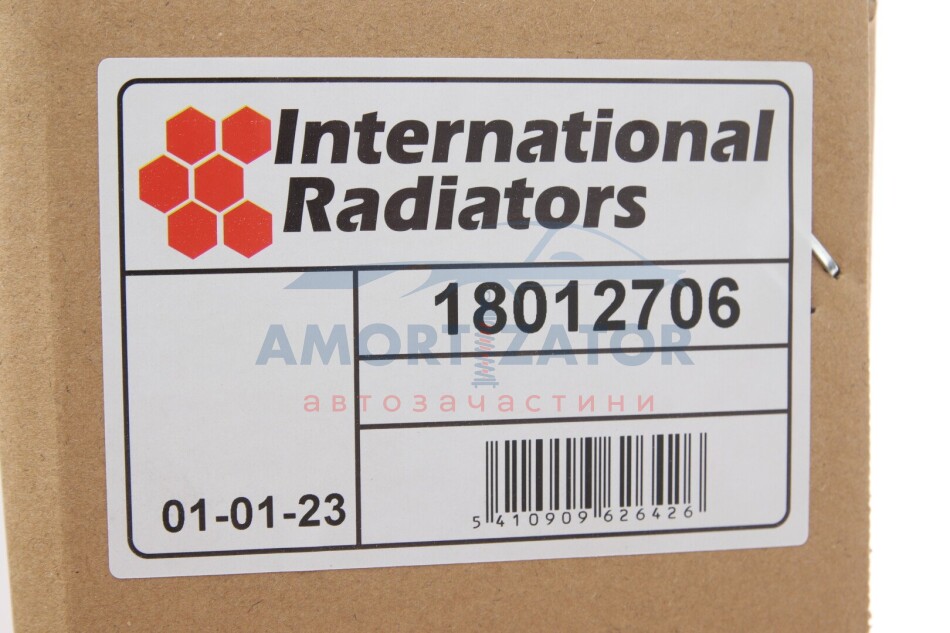 International
Radiators
18012706
AMORTIZATOR
автозачастини
01-01-23
5 410909 626426